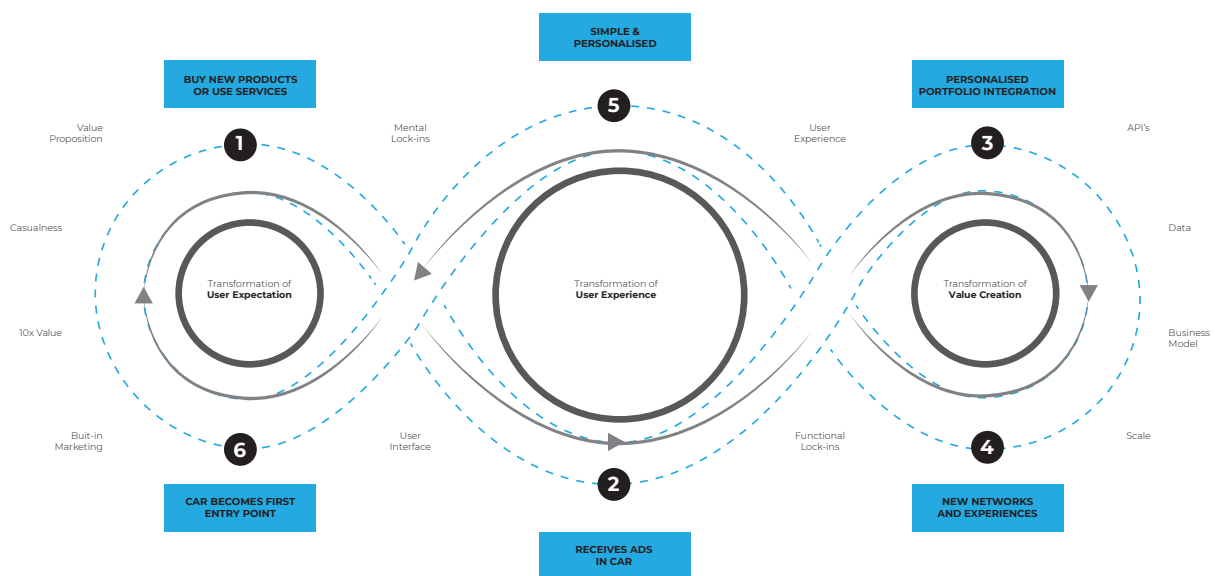 SIMPLE &
PERSONALISED
BUY NEW PRODUCTS
OR USE SERVICES
PERSONALISED
PORTFOLIO INTEGRATION
5
1
3
Value
Proposition
Mental
Lock-ins
User
Experience
API's
Casualness
Data
Transformation of
User Expectation
Transformation of
User Experience
Transformation of
Value Creation
10x Value
Business
Model
Buit-in
Marketing
User
Interface
Functional
Lock-ins
Scale
6
2
4
CAR BECOMES FIRST
ENTRY POINT
NEW NETWORKS
AND EXPERIENCES
RECEIVES ADS
IN CAR